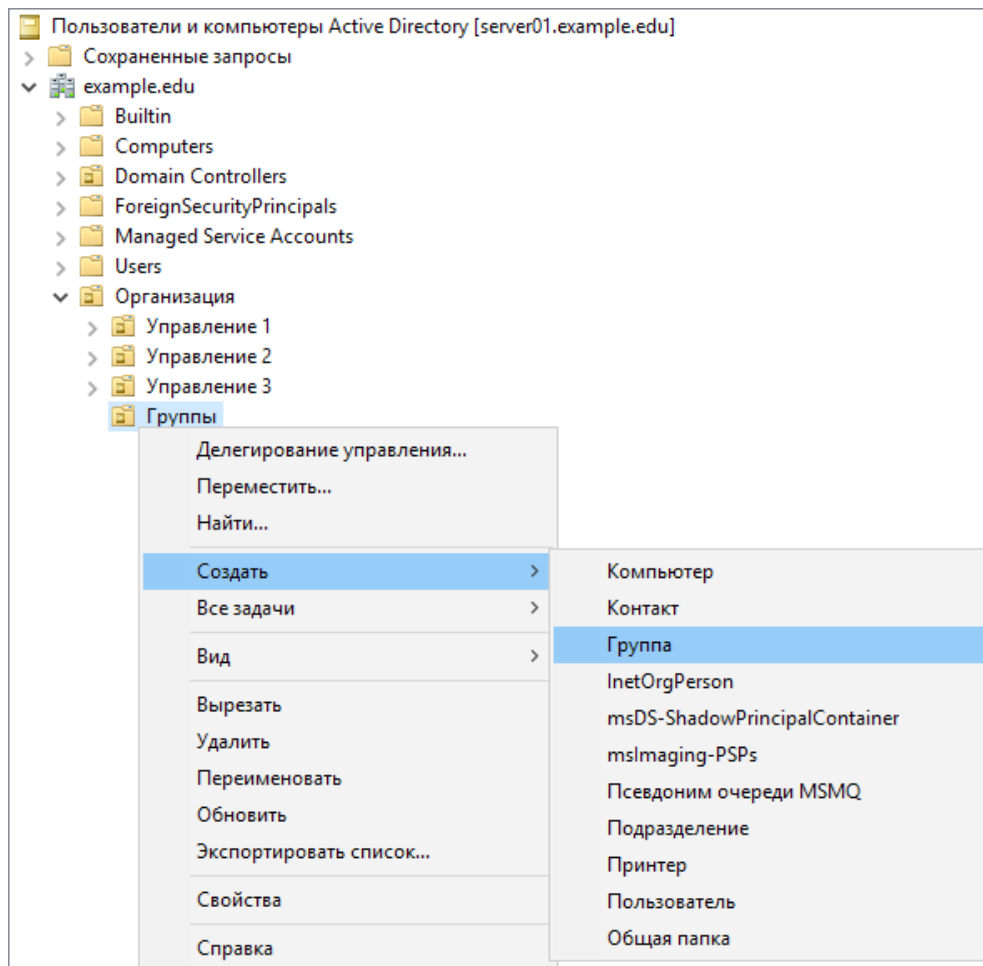 Пользователи и компьютеры Active Directory [server01.example.edu]
Сохраненные запросы
example.edu
Builtin
Computers
Domain Controllers
ForeignSecurityPrincipals
Managed Service Accounts
Users
Организация
Управление 1
Управление 2
Управление 3
Группы
Делегирование управления...
Переместить...
Найти...
Создать
Все задачи
Вид
Вырезать
Удалить
Переименовать
Обновить
Экспортировать список...
Свойства
Справка
Компьютер
Контакт
Группа
InetOrgPerson
msDS-ShadowPrincipalContainer
msImaging-PSPs
Псевдоним очереди MSMQ
Подразделение
Принтер
Пользователь
Общая папка